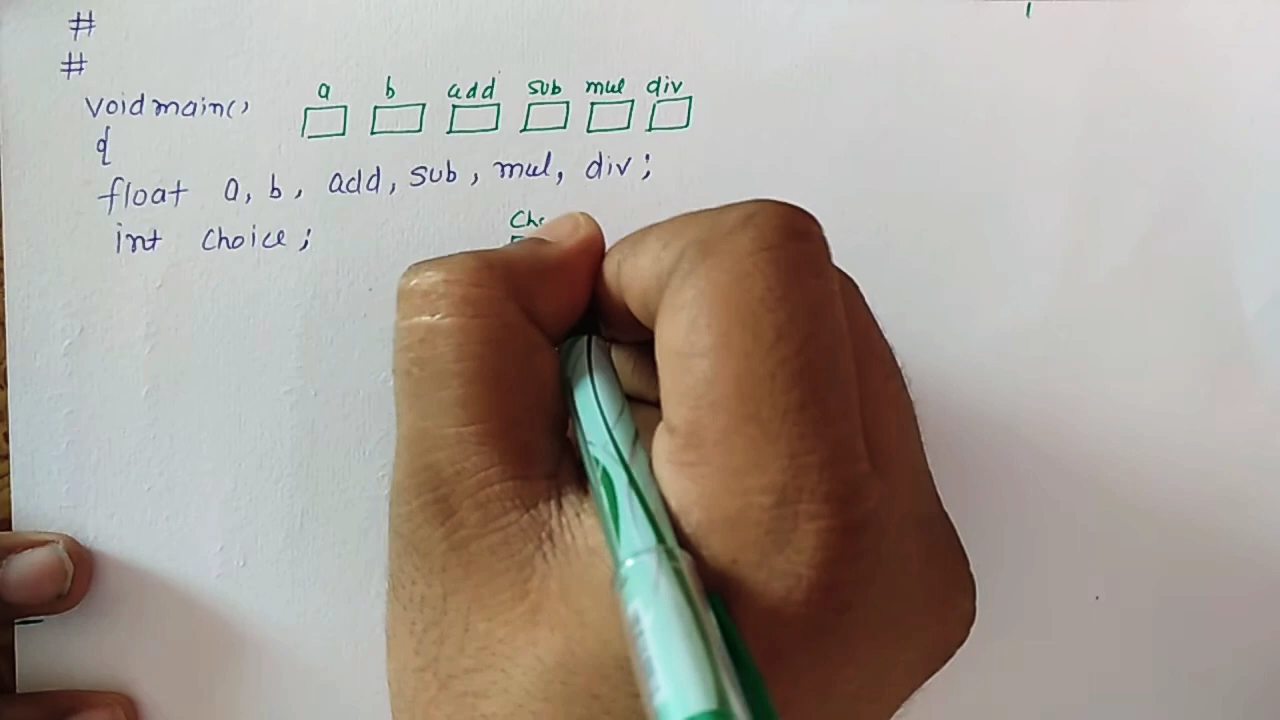 #
#
a b add sub mul div
void main()
{
float a, b, add, sub, mul, div;
int choice;